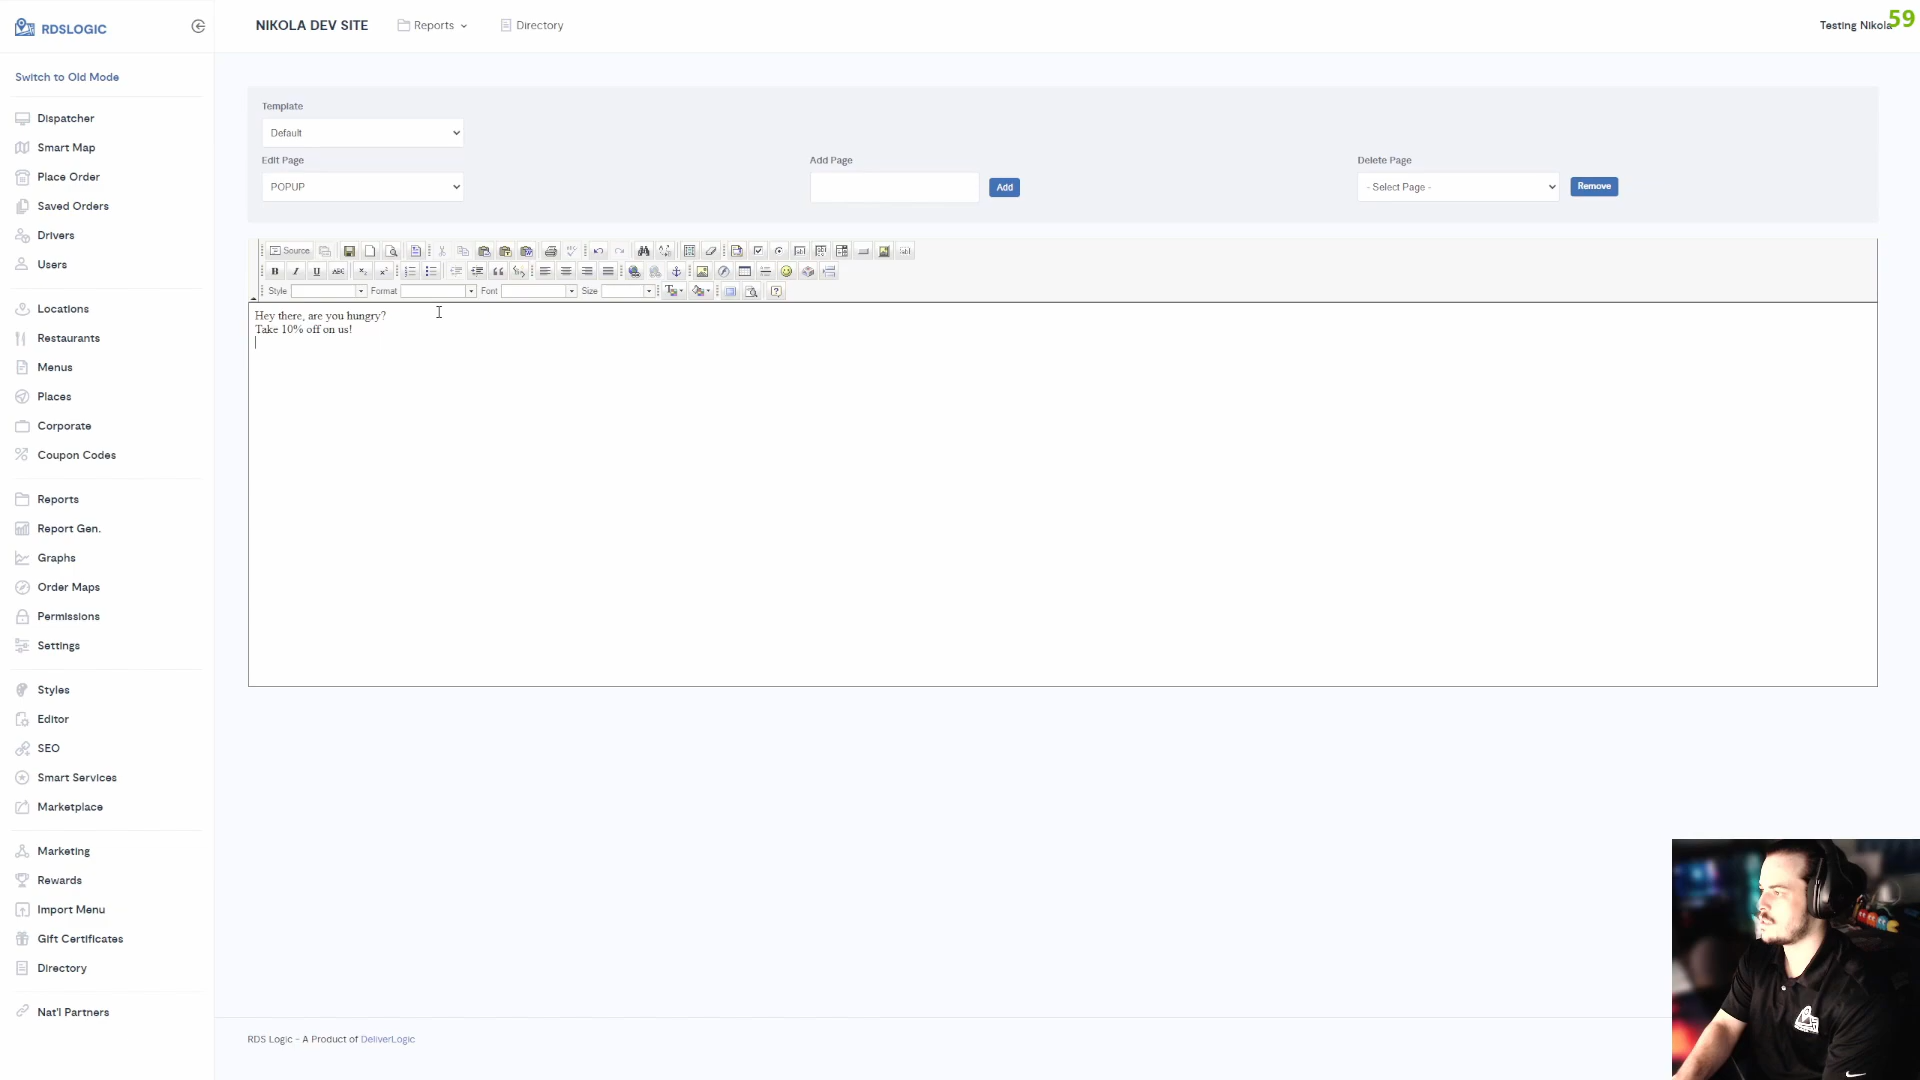 RDSLOGIC
NIKOLA DEV SITE
Reports
Directory
Testing Nikola
59
Switch to Old Mode
Dispatcher
Smart Map
Place Order
Saved Orders
Drivers
Users
Locations
Restaurants
Menus
Places
Corporate
Coupon Codes
Reports
Report Gen.
Graphs
Order Maps
Permissions
Settings
Styles
Editor
SEO
Smart Services
Marketplace
Marketing
Rewards
Import Menu
Gift Certificates
Directory
Nat'l Partners
Template
Default
Edit Page
POPUP
Add Page
Add
Delete Page
- Select Page -
Remove
Source
B I U ABC
Style Format Font Size
Hey there, are you hungry?
Take 10% off on us!
RDS Logic - A Product of DeliverLogic